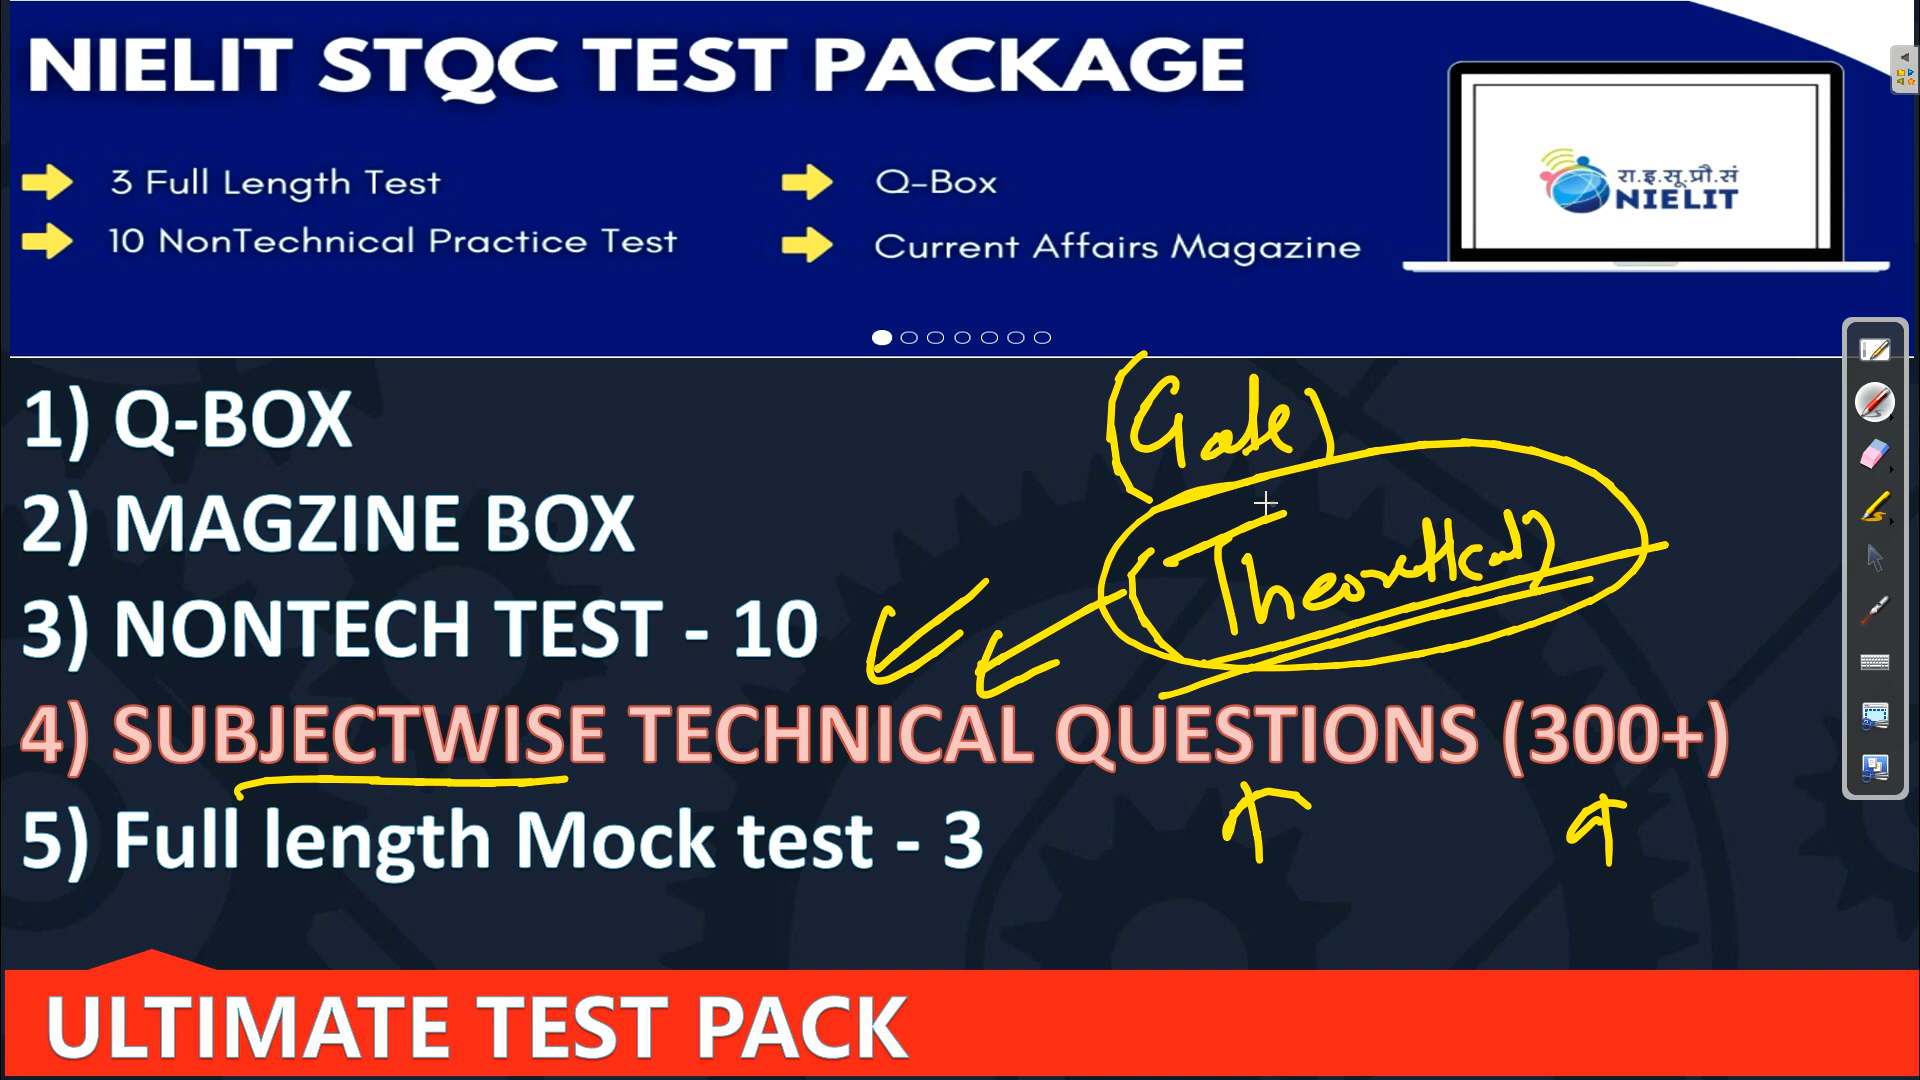 NIELIT STQC TEST PACKAGE
3 Full Length Test
Q-Box
10 NonTechnical Practice Test
Current Affairs Magazine
रा.इ.सू.प्रौ.सं
NIELIT
(Gate)
1) Q-BOX
2) MAGZINE BOX
(Theoretical)
3) NONTECH TEST - 10
4) SUBJECTWISE TECHNICAL QUESTIONS (300+)
5) Full length Mock test - 3
ULTIMATE TEST PACK